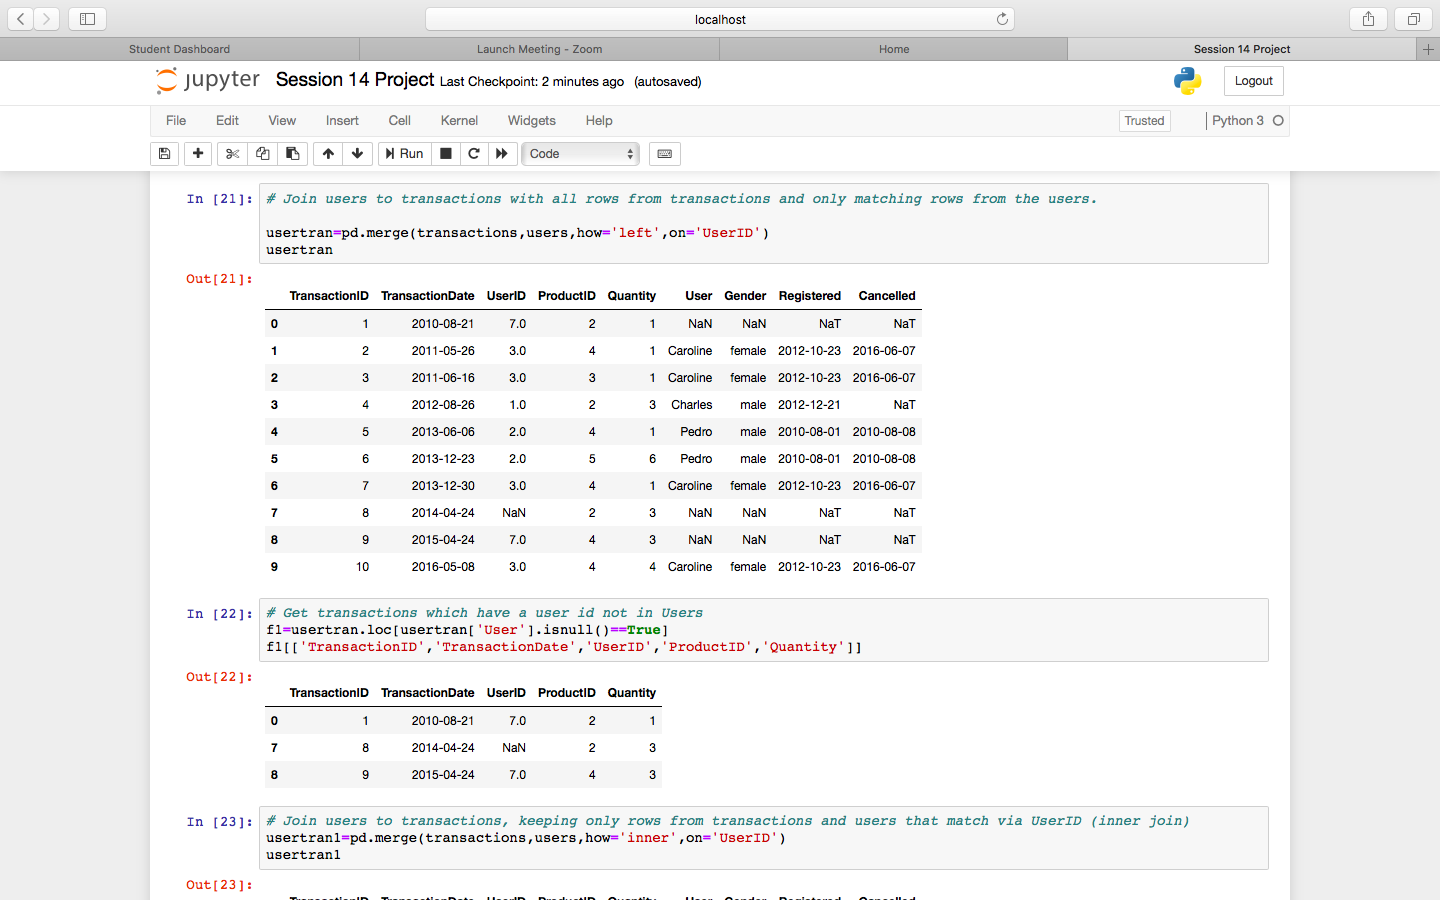 localhost
Student Dashboard
Launch Meeting - Zoom
Home
Session 14 Project
jupyter Session 14 Project Last Checkpoint: 2 minutes ago (autosaved)
Logout
File Edit View Insert Cell Kernel Widgets Help
Trusted
Python 3
Run
Code
In [21]:
# Join users to transactions with all rows from transactions and only matching rows from the users.
usertran=pd.merge(transactions,users,how='left',on='UserID')
usertran
Out[21]:
TransactionID TransactionDate UserID ProductID Quantity User Gender Registered Cancelled
0 1 2010-08-21 7.0 2 1 NaN NaN NaT NaT
1 2 2011-05-26 3.0 4 1 Caroline female 2012-10-23 2016-06-07
2 3 2011-06-16 3.0 3 1 Caroline female 2012-10-23 2016-06-07
3 4 2012-08-26 1.0 2 3 Charles male 2012-12-21 NaT
4 5 2013-06-06 2.0 4 1 Pedro male 2010-08-01 2010-08-08
5 6 2013-12-23 2.0 5 6 Pedro male 2010-08-01 2010-08-08
6 7 2013-12-30 3.0 4 1 Caroline female 2012-10-23 2016-06-07
7 8 2014-04-24 NaN 2 3 NaN NaN NaT NaT
8 9 2015-04-24 7.0 4 3 NaN NaN NaT NaT
9 10 2016-05-08 3.0 4 4 Caroline female 2012-10-23 2016-06-07
In [22]:
# Get transactions which have a user id not in Users
f1=usertran.loc[usertran['User'].isnull()==True]
f1[['TransactionID','TransactionDate','UserID','ProductID','Quantity']]
Out[22]:
TransactionID TransactionDate UserID ProductID Quantity
0 1 2010-08-21 7.0 2 1
7 8 2014-04-24 NaN 2 3
8 9 2015-04-24 7.0 4 3
In [23]:
# Join users to transactions, keeping only rows from transactions and users that match via UserID (inner join)
usertran1=pd.merge(transactions,users,how='inner',on='UserID')
usertran1
Out[23]:
TransactionID TransactionDate UserID ProductID Quantity User Gender Registered Cancelled